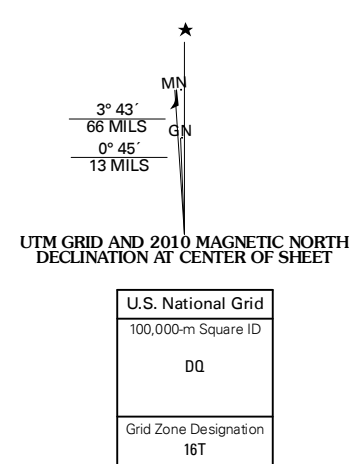 ★
MN
3° 43´
66 MILS
GN
0° 45´
13 MILS
UTM GRID AND 2010 MAGNETIC NORTH
DECLINATION AT CENTER OF SHEET
U.S. National Grid
100,000-m Square ID
DQ
Grid Zone Designation
16T